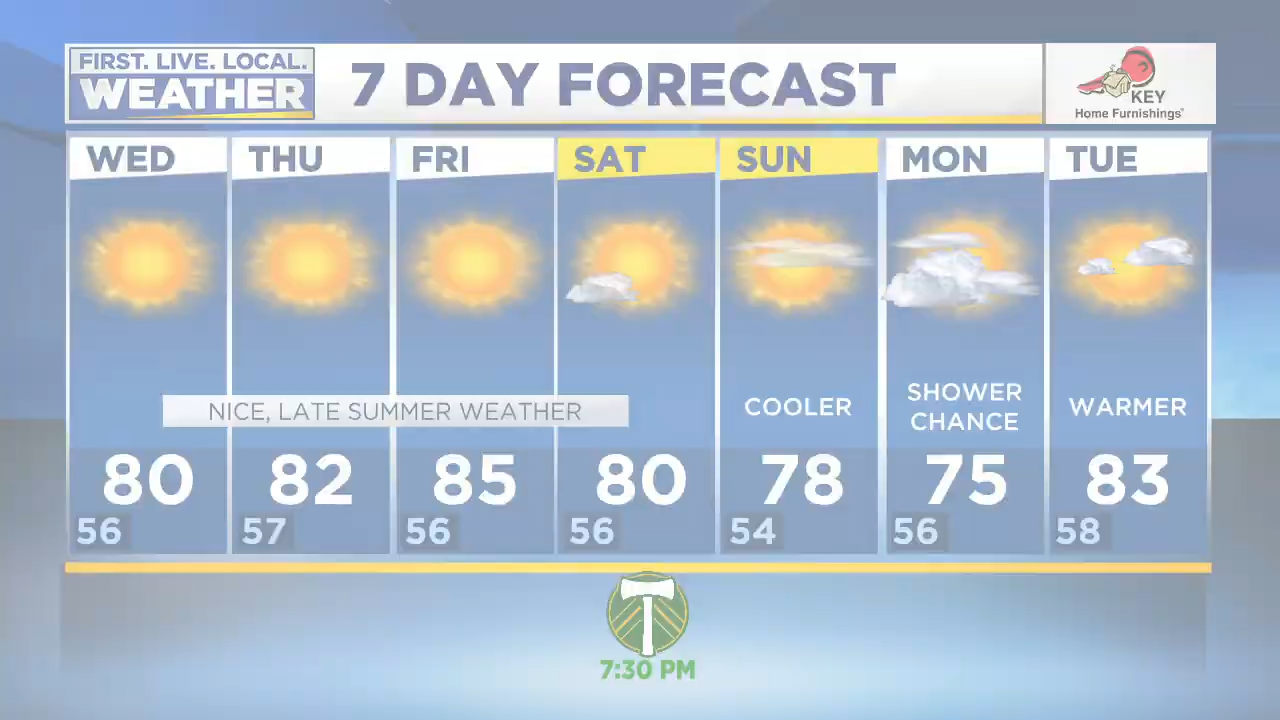 FIRST. LIVE. LOCAL.
WEATHER
7 DAY FORECAST
KEY
Home Furnishings®
WED
THU
FRI
SAT
SUN
MON
TUE
NICE, LATE SUMMER WEATHER
COOLER
SHOWER
CHANCE
WARMER
80
82
85
80
78
75
83
56
57
56
56
54
56
58
T
7:30 PM